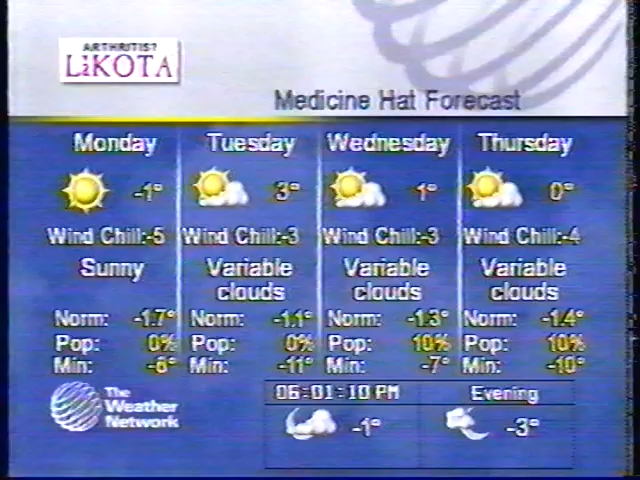 ARTHRITIS?
LaKOTA
Medicine Hat Forecast
Monday Tuesday Wednesday Thursday
-1° 3° 1° 0°
Wind Chill:-5 Wind Chill:-3 Wind Chill:-3 Wind Chill:-4
Sunny Variable clouds Variable clouds Variable clouds
Norm: -1.7° Norm: -1.1° Norm: -1.3° Norm: -1.4°
Pop: 0% Pop: 0% Pop: 10% Pop: 10%
Min: -6° Min: -11° Min: -7° Min: -10°
The
Weather
Network
06:01:10 PM Evening
-1° -3°